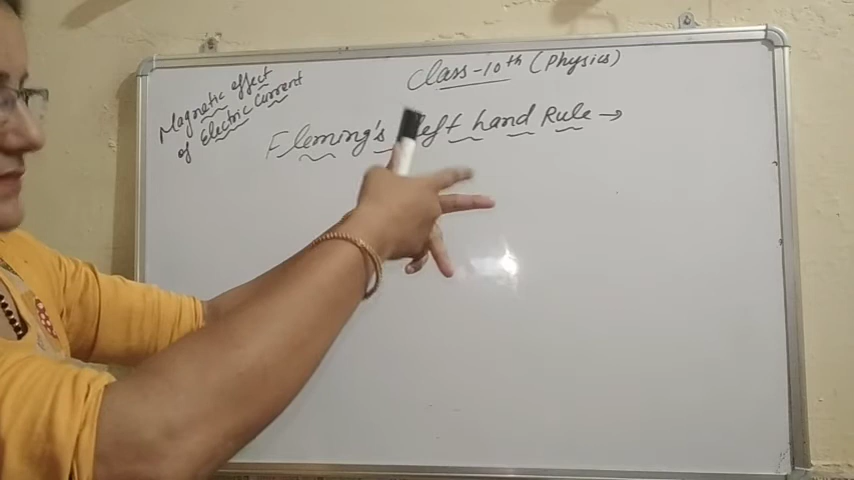 Class-10th (Physics)
Magnetic effect
of Electric Current
Fleming's left hand Rule →